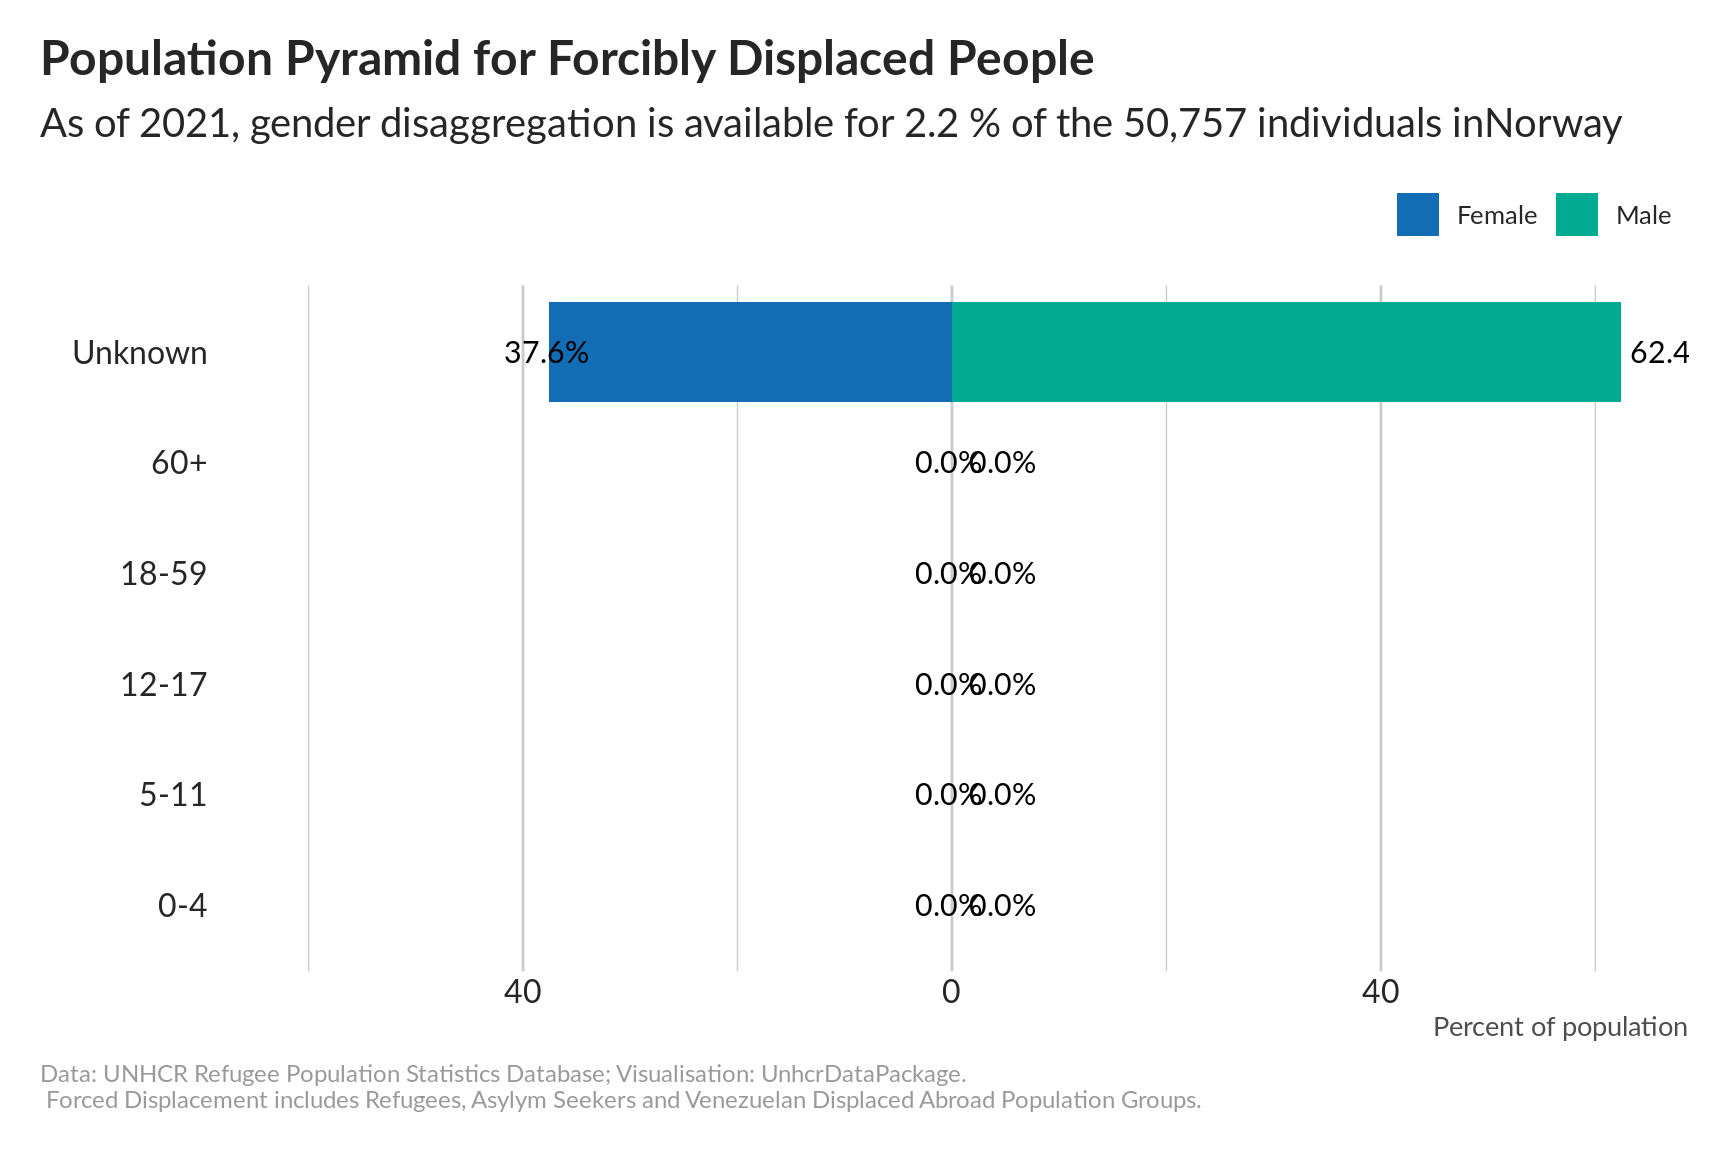 Population Pyramid for Forcibly Displaced People
As of 2021, gender disaggregation is available for 2.2 % of the 50,757 individuals inNorway
Female Male
Unknown 37.6% 62.4
60+ 0.0% 0.0%
18-59 0.0% 0.0%
12-17 0.0% 0.0%
5-11 0.0% 0.0%
0-4 0.0% 0.0%
40 0 40
Percent of population
Data: UNHCR Refugee Population Statistics Database; Visualisation: UnhcrDataPackage.
Forced Displacement includes Refugees, Asylym Seekers and Venezuelan Displaced Abroad Population Groups.